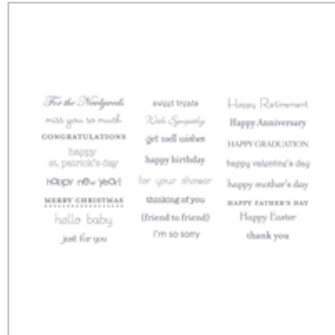 For the Newlyweds
miss you so much
CONGRATULATIONS
happy
st. patrick's day
happy new year!
MERRY CHRISTMAS
hello baby
just for you
sweet treats
With Sympathy
get well wishes
happy birthday
for your shower
thinking of you
(friend to friend)
i'm so sorry
Happy Retirement
Happy Anniversary
HAPPY GRADUATION
happy valentine's day
happy mother's day
HAPPY FATHER'S DAY
Happy Easter
thank you